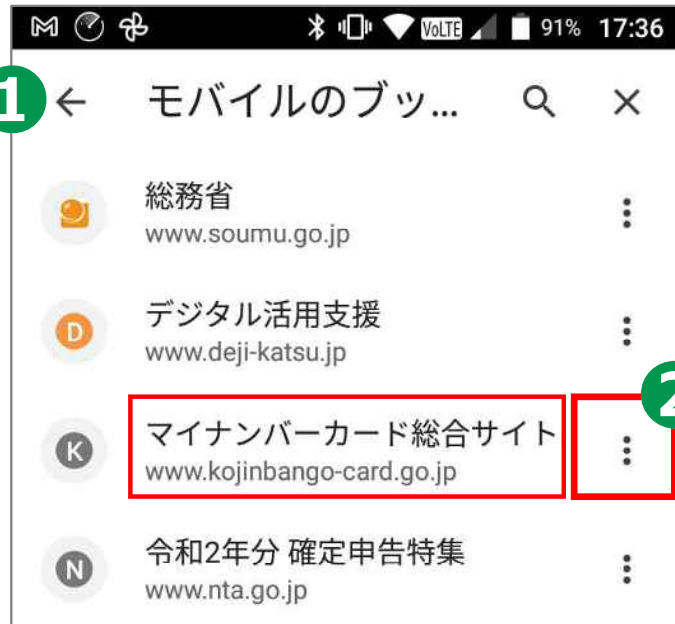 VoLTE 91% 17:36
1
モバイルのブッ...
総務省
www.soumu.go.jp
D
デジタル活用支援
www.deji-katsu.jp
2
K
マイナンバーカード総合サイト
www.kojinbango-card.go.jp
N
令和2年分 確定申告特集
www.nta.go.jp